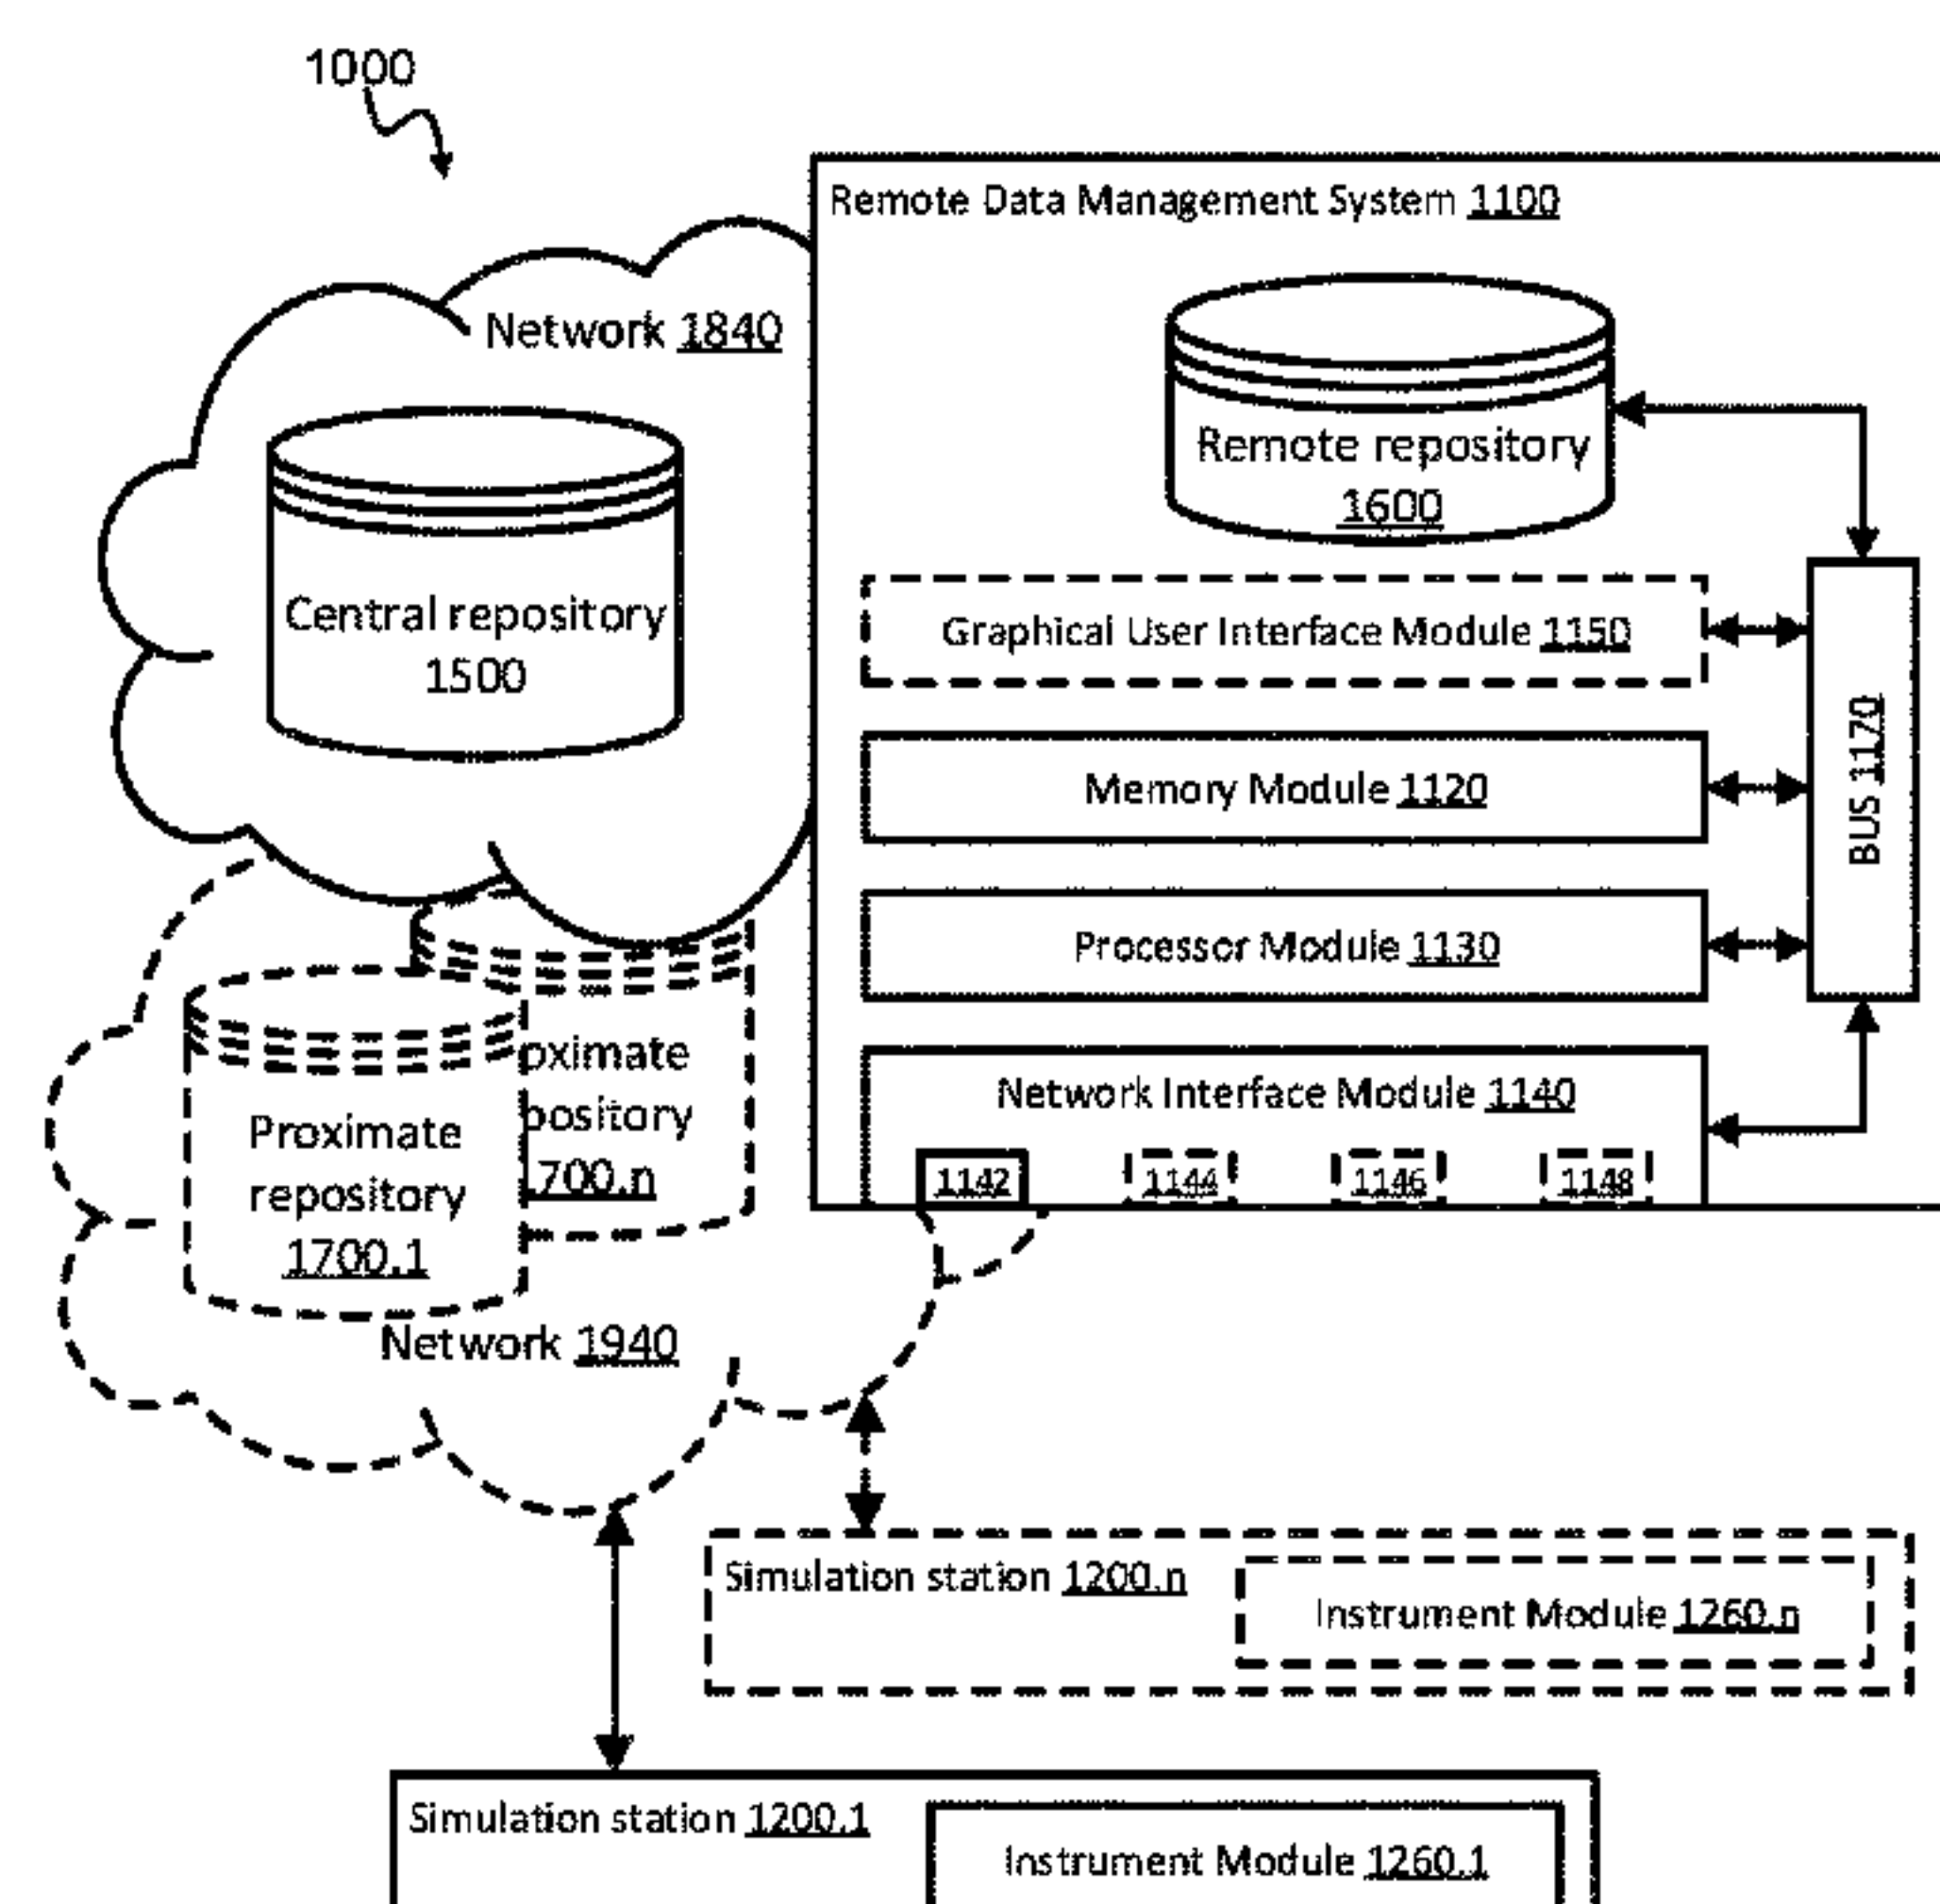 1000
Remote Data Management System 1100
Network 1840
Remote repository
1600
Central repository
1500
Graphical User Interface Module 1150
Memory Module 1120
BUS 1170
Processor Module 1130
Network Interface Module 1140
1142 1144 1146 1148
oximate
pository
700.n
Proximate
repository
1700.1
Network 1940
Simulation station 1200.n
Instrument Module 1260.n
Simulation station 1200.1
Instrument Module 1260.1